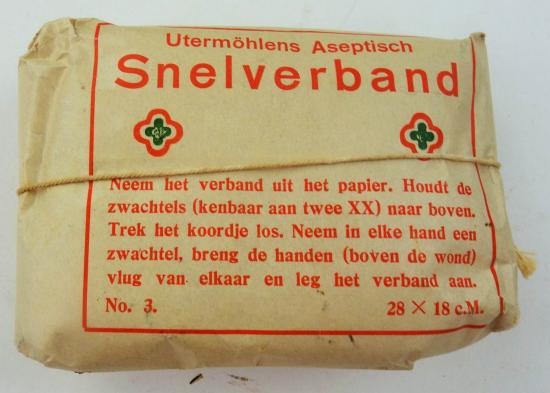 Utermöhlens Aseptisch
Snelverband
Neem het verband uit het papier. Houdt de
zwachtels (kenbaar aan twee XX) naar boven.
Trek het koordje los. Neem in elke hand een
zwachtel, breng de handen (boven de wond)
vlug van elkaar en leg het verband aan.
No. 3. 28 × 18 c.M.